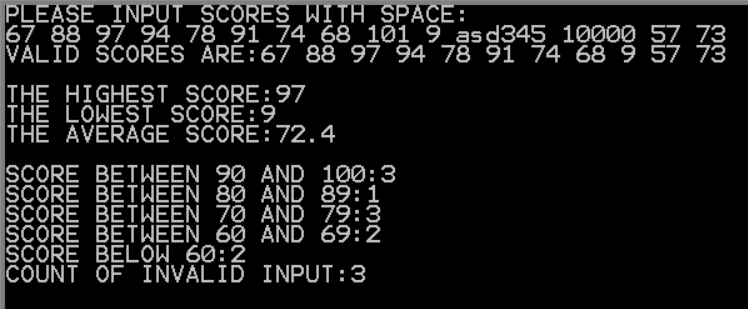 PLEASE INPUT SCORES WITH SPACE:
67 88 97 94 78 91 74 68 101 9 asd345 10000 57 73
VALID SCORES ARE:67 88 97 94 78 91 74 68 9 57 73
THE HIGHEST SCORE:97
THE LOWEST SCORE:9
THE AVERAGE SCORE:72.4
SCORE BETWEEN 90 AND 100:3
SCORE BETWEEN 80 AND 89:1
SCORE BETWEEN 70 AND 79:3
SCORE BETWEEN 60 AND 69:2
SCORE BELOW 60:2
COUNT OF INVALID INPUT:3